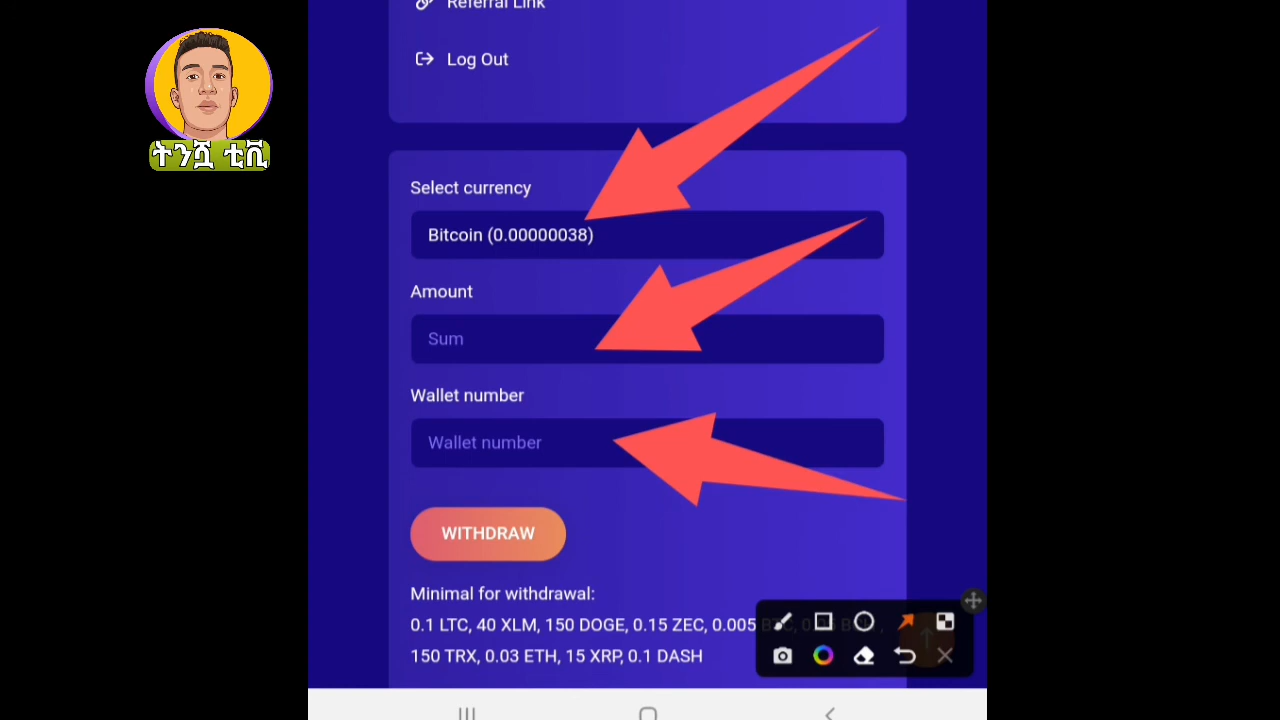 Referral Link
Log Out
ትንሿ ቲቪ
Select currency
Bitcoin (0.00000038)
Amount
Sum
Wallet number
Wallet number
WITHDRAW
Minimal for withdrawal:
0.1 LTC, 40 XLM, 150 DOGE, 0.15 ZEC, 0.005
150 TRX, 0.03 ETH, 15 XRP, 0.1 DASH